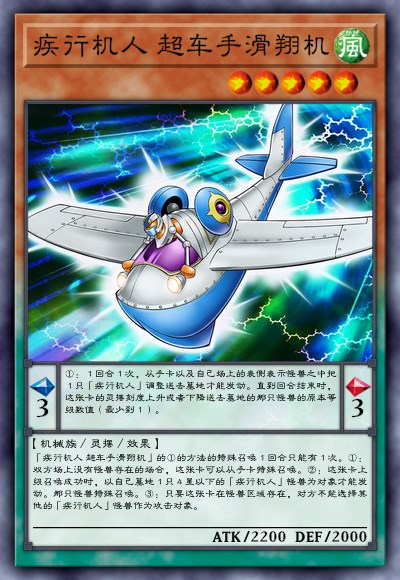 疾行机人 超车手滑翔机
风
①：1回合1次，从手卡以及自己场上的表侧表示怪兽之中把
1只「疾行机人」调整送去墓地才能发动。直到回合结束时，
这张卡的灵摆刻度上升或者下降送去墓地的那只怪兽的原本等
级数值（最少到1）。
3
3
【机械族／灵摆／效果】
「疾行机人 超车手滑翔机」的①的方法的特殊召唤1回合只能有1次。①：
双方场上没有怪兽存在的场合，这张卡可以从手卡特殊召唤。②：这张卡上
级召唤成功时，以自己墓地1只4星以下的「疾行机人」怪兽为对象才能发
动。那只怪兽特殊召唤。③：只要这张卡在怪兽区域存在，对方不能选择其
他的「疾行机人」怪兽作为攻击对象。
ATK/2200 DEF/2000